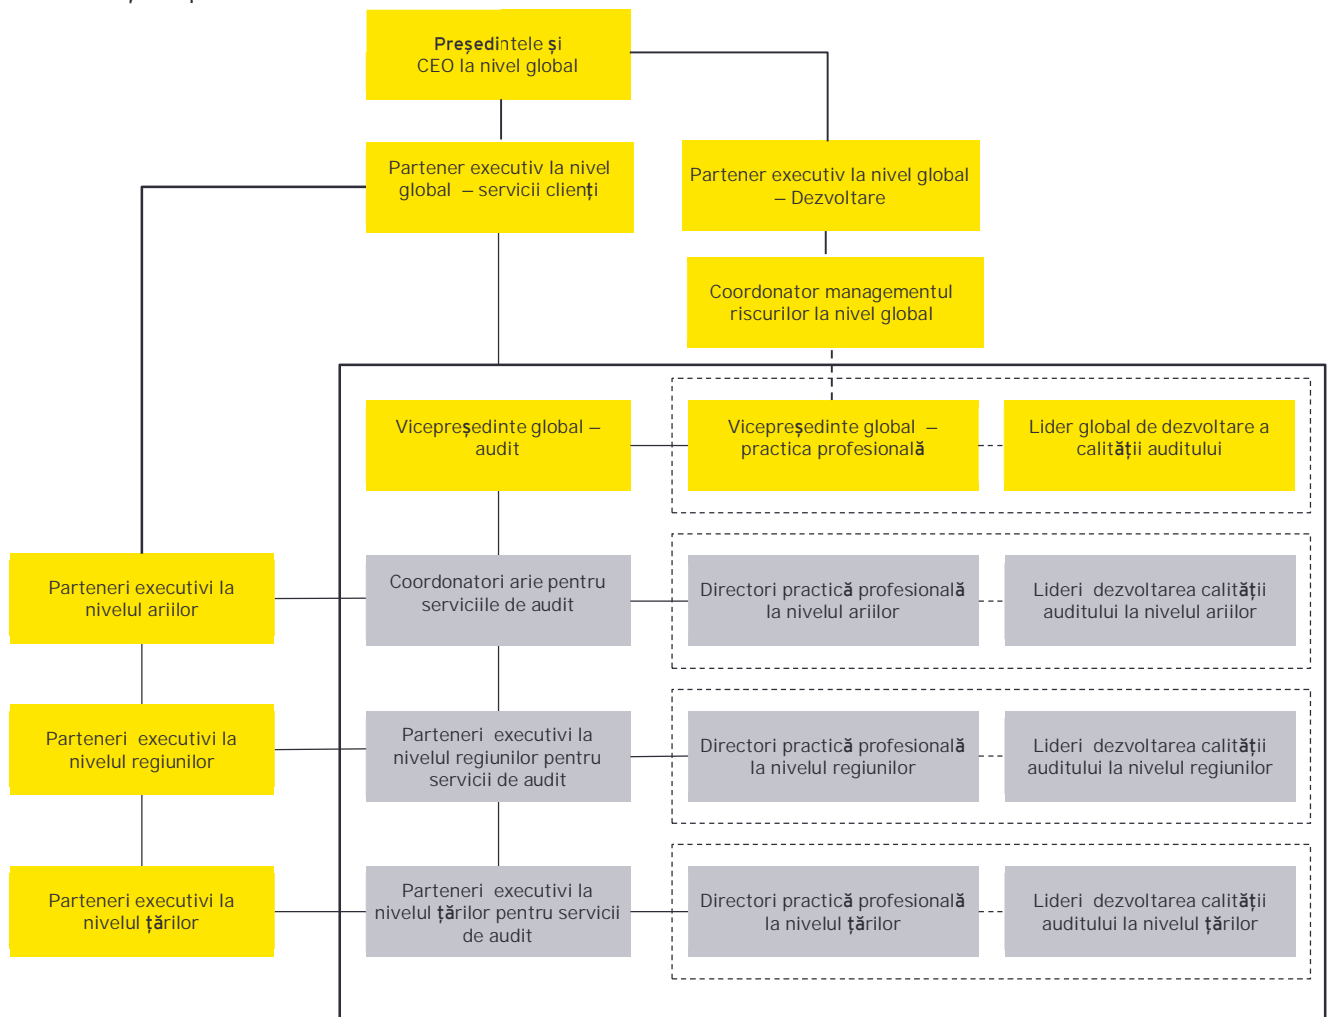 Președintele și
CEO la nivel global
Partener executiv la nivel
global – servicii clienți
Partener executiv la nivel global
– Dezvoltare
Coordonator managementul
riscurilor la nivel global
Vicepreședinte global –
audit
Vicepreședinte global –
practica profesională
Lider global de dezvoltare a
calității auditului
Parteneri executivi la
nivelul ariilor
Coordonatori arie pentru
serviciile de audit
Directori practică profesională
la nivelul ariilor
Lideri dezvoltarea calității
auditului la nivelul ariilor
Parteneri executivi la
nivelul regiunilor
Parteneri executivi la
nivelul regiunilor pentru
servicii de audit
Directori practică profesională
la nivelul regiunilor
Lideri dezvoltarea calității
auditului la nivelul regiunilor
Parteneri executivi la
nivelul țărilor
Parteneri executivi la
nivelul țărilor pentru servicii
de audit
Directori practică profesională
la nivelul țărilor
Lideri dezvoltarea calității
auditului la nivelul țărilor